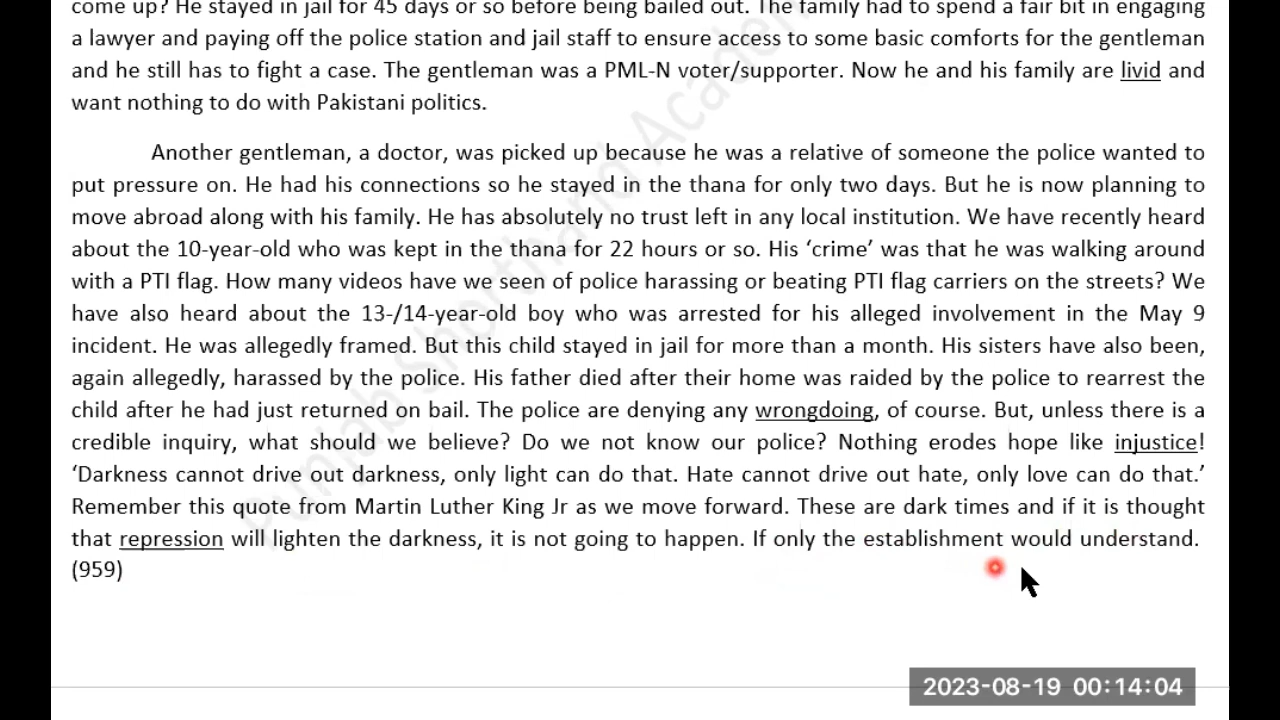 come up? He stayed in jail for 45 days or so before being bailed out. The family had to spend a fair bit in engaging
a lawyer and paying off the police station and jail staff to ensure access to some basic comforts for the gentleman
and he still has to fight a case. The gentleman was a PML-N voter/supporter. Now he and his family are livid and
want nothing to do with Pakistani politics.
Another gentleman, a doctor, was picked up because he was a relative of someone the police wanted to
put pressure on. He had his connections so he stayed in the thana for only two days. But he is now planning to
move abroad along with his family. He has absolutely no trust left in any local institution. We have recently heard
about the 10-year-old who was kept in the thana for 22 hours or so. His ‘crime’ was that he was walking around
with a PTI flag. How many videos have we seen of police harassing or beating PTI flag carriers on the streets? We
have also heard about the 13-/14-year-old boy who was arrested for his alleged involvement in the May 9
incident. He was allegedly framed. But this child stayed in jail for more than a month. His sisters have also been,
again allegedly, harassed by the police. His father died after their home was raided by the police to rearrest the
child after he had just returned on bail. The police are denying any wrongdoing, of course. But, unless there is a
credible inquiry, what should we believe? Do we not know our police? Nothing erodes hope like injustice!
‘Darkness cannot drive out darkness, only light can do that. Hate cannot drive out hate, only love can do that.’
Remember this quote from Martin Luther King Jr as we move forward. These are dark times and if it is thought
that repression will lighten the darkness, it is not going to happen. If only the establishment would understand.
(959)
Punjab Shorthand Academ
2023-08-19 00:14:04